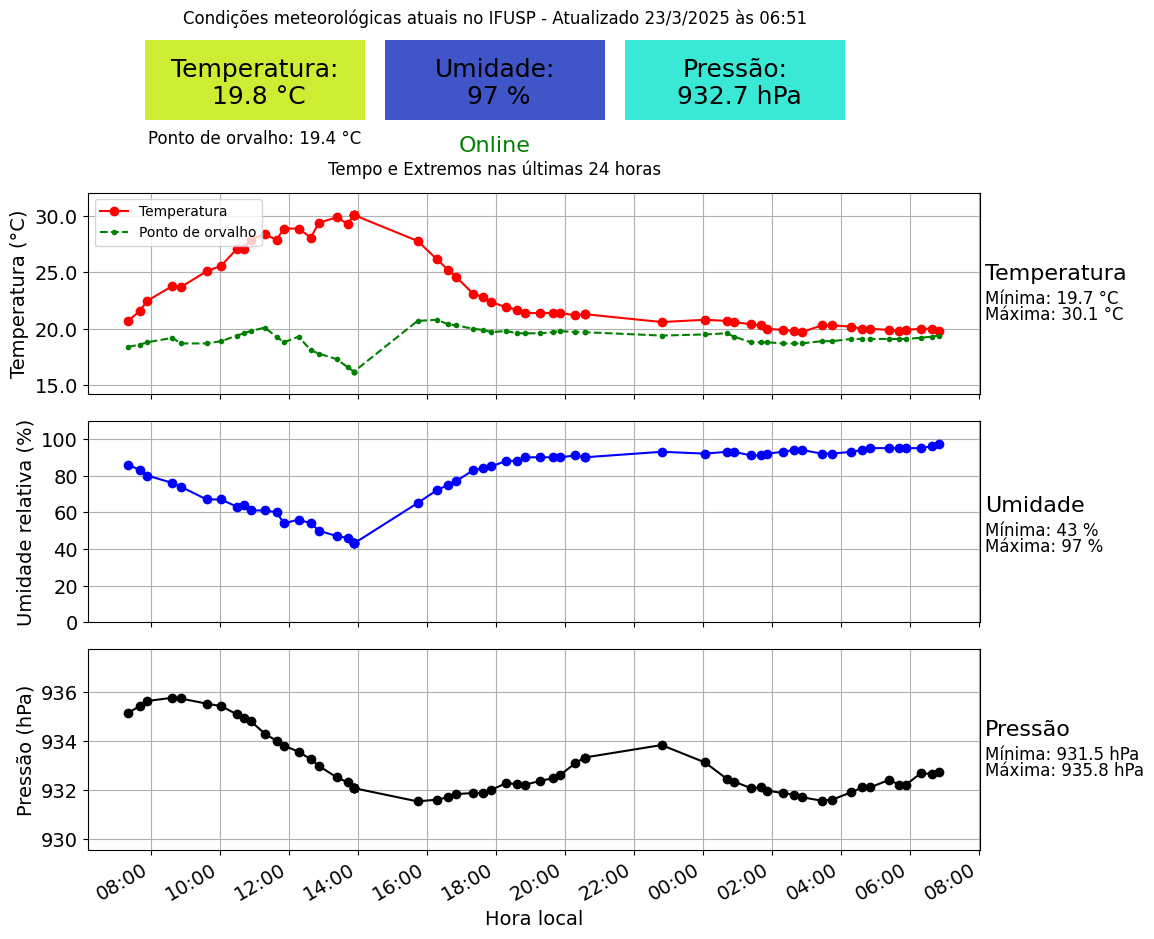 Condições meteorológicas atuais no IFUSP - Atualizado 23/3/2025 às 06:51
Temperatura:
19.8 °C
Umidade:
97 %
Pressão:
932.7 hPa
Ponto de orvalho: 19.4 °C
Online
Tempo e Extremos nas últimas 24 horas
Temperatura (°C)
30.0
25.0
20.0
15.0
Temperatura
Ponto de orvalho
Temperatura
Mínima: 19.7 °C
Máxima: 30.1 °C
Umidade relativa (%)
100
80
60
40
20
0
Umidade
Mínima: 43 %
Máxima: 97 %
Pressão (hPa)
936
934
932
930
Pressão
Mínima: 931.5 hPa
Máxima: 935.8 hPa
08:00 10:00 12:00 14:00 16:00 18:00 20:00 22:00 00:00 02:00 04:00 06:00 08:00
Hora local